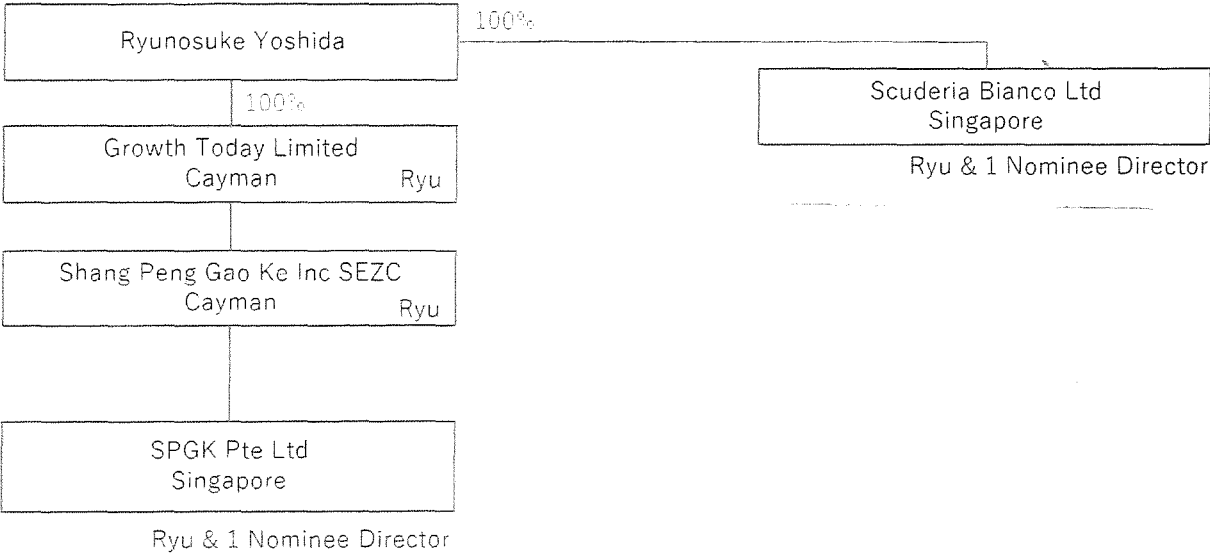 Ryunosuke Yoshida
100%
100%
Scuderia Bianco Ltd
Singapore
Ryu & 1 Nominee Director
Growth Today Limited
Cayman
Ryu
Shang Peng Gao Ke Inc SEZC
Cayman
Ryu
SPGK Pte Ltd
Singapore
Ryu & 1 Nominee Director